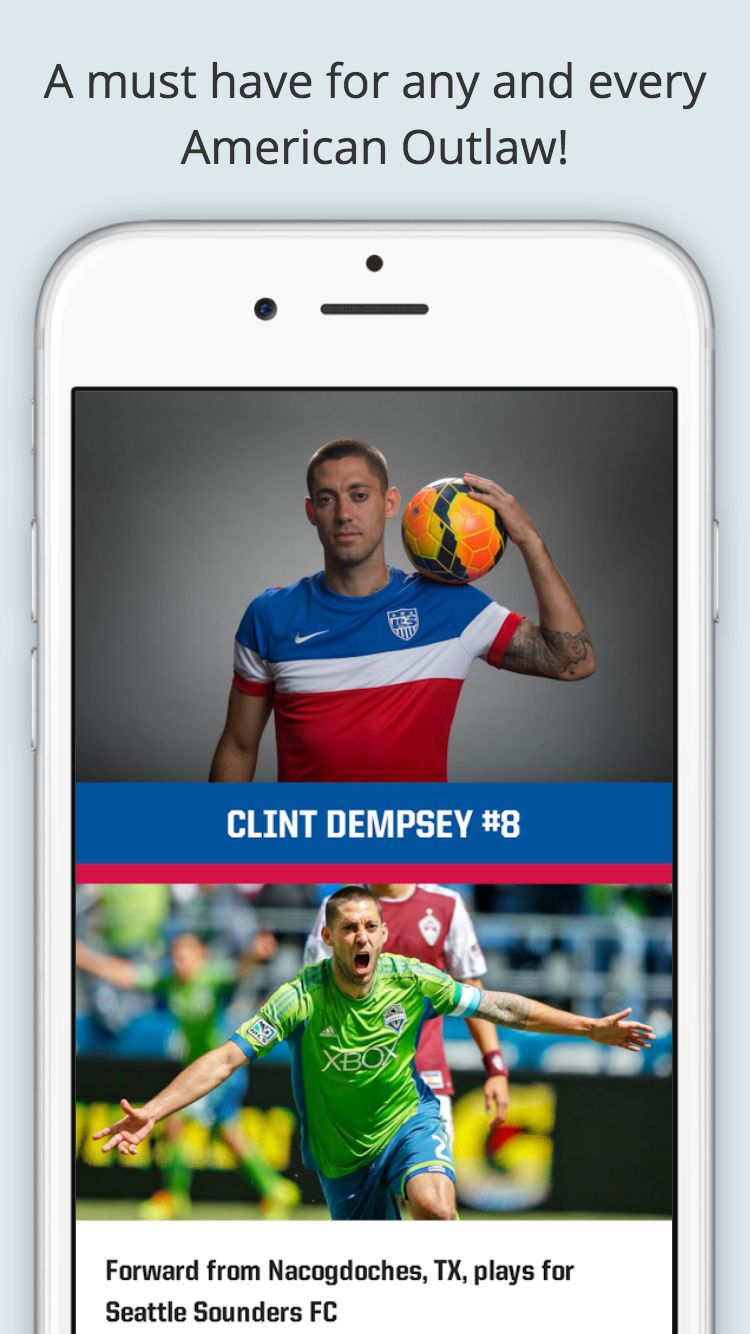 A must have for any and every
American Outlaw!
CLINT DEMPSEY #8
XBOX
2
Forward from Nacogdoches, TX, plays for
Seattle Sounders FC